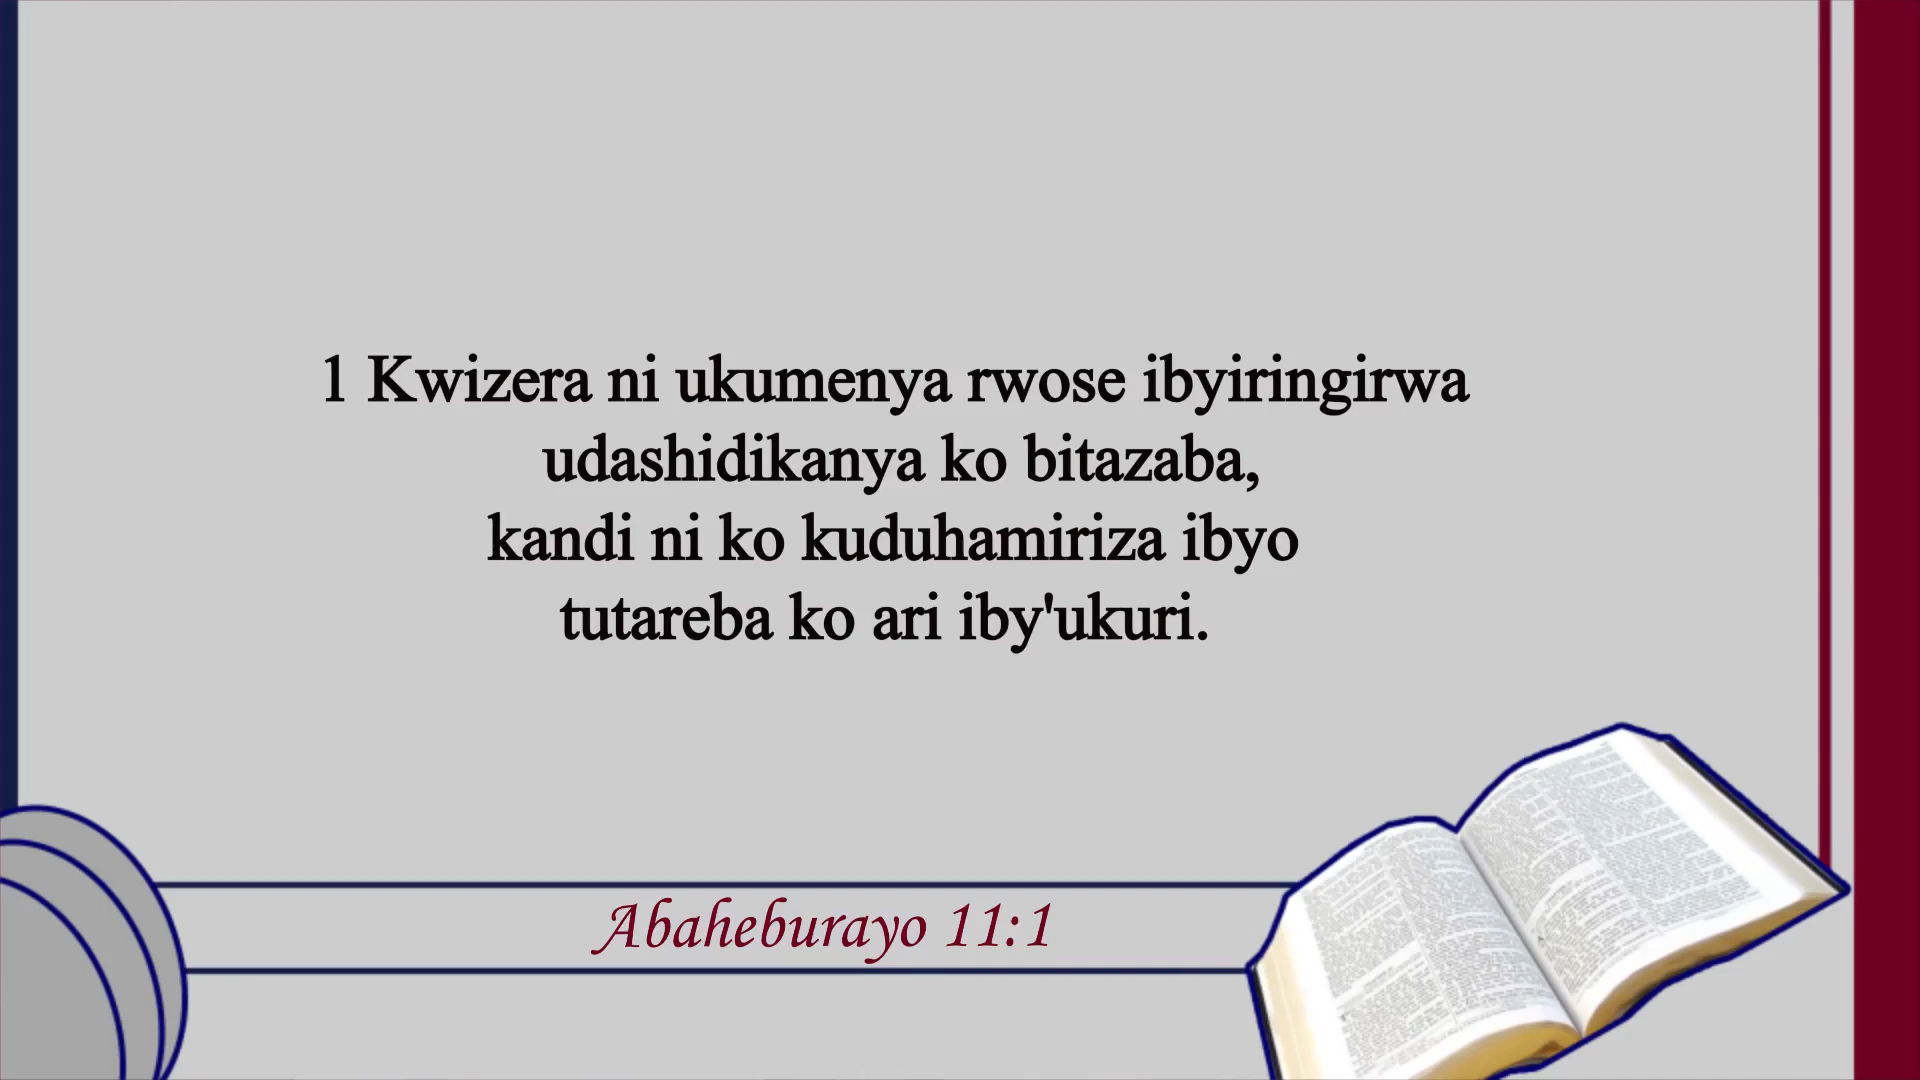 1 Kwizera ni ukumenya rwose ibyiringirwa
udashidikanya ko bitazaba,
kandi ni ko kuduhamiriza ibyo
tutareba ko ari iby'ukuri.
Abaheburayo 11:1